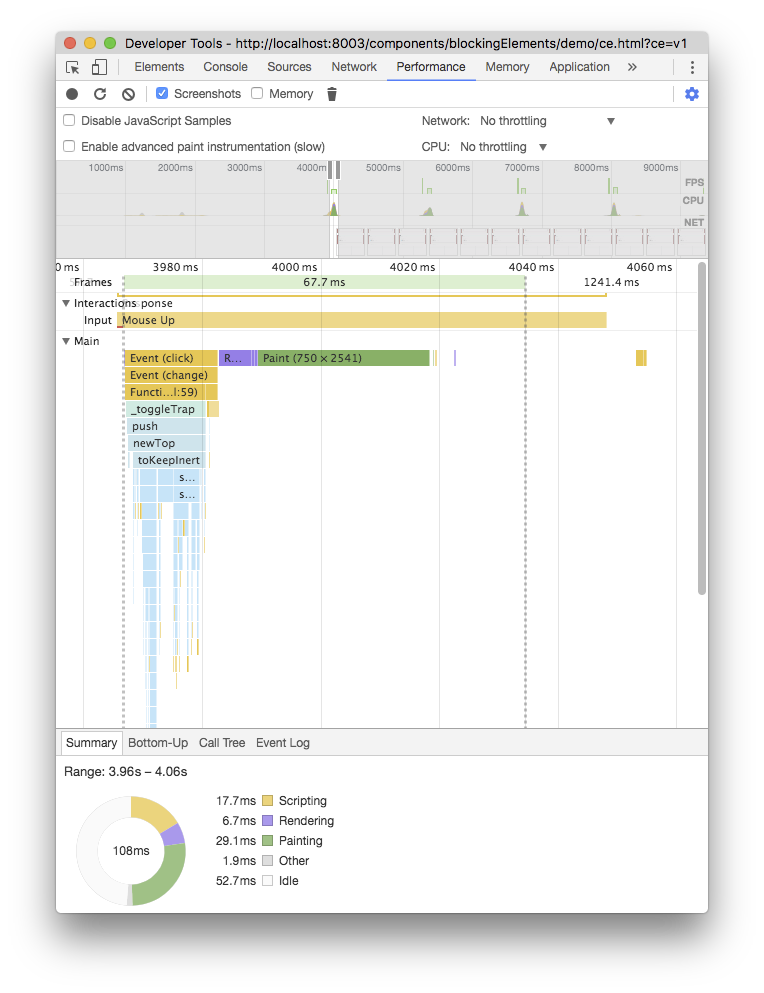 Developer Tools - http://localhost:8003/components/blockingElements/demo/ce.html?ce=v1
Elements Console Sources Network Performance Memory Application »
Screenshots Memory
Disable JavaScript Samples Network: No throttling ▼
Enable advanced paint instrumentation (slow) CPU: No throttling ▼
1000ms 2000ms 3000ms 4000ms 5000ms 6000ms 7000ms 8000ms 9000ms
FPS
CPU
NET
0 ms 3980 ms 4000 ms 4020 ms 4040 ms 4060 ms
Frames 67.7 ms 1241.4 ms
▼ Interactions ponse
Input Mouse Up
▼ Main
Event (click) R... Paint (750 × 2541)
Event (change)
Functi...l:59)
_toggleTrap
push
newTop
toKeepInert
s...
s...
Summary Bottom-Up Call Tree Event Log
Range: 3.96s – 4.06s
17.7ms Scripting
6.7ms Rendering
29.1ms Painting
108ms
1.9ms Other
52.7ms Idle